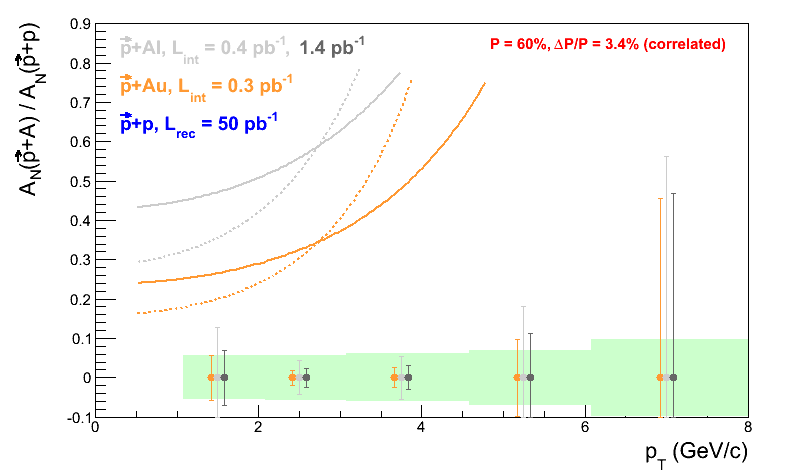 A_N(p⃗+A) / A_N(p⃗+p)
0.9
0.8
0.7
0.6
0.5
0.4
0.3
0.2
0.1
0
-0.1
p⃗+Al, L_int = 0.4 pb⁻¹, 1.4 pb⁻¹
p⃗+Au, L_int = 0.3 pb⁻¹
p⃗+p, L_rec = 50 pb⁻¹
P = 60%, ΔP/P = 3.4% (correlated)
0 2 4 6 8
p_T (GeV/c)